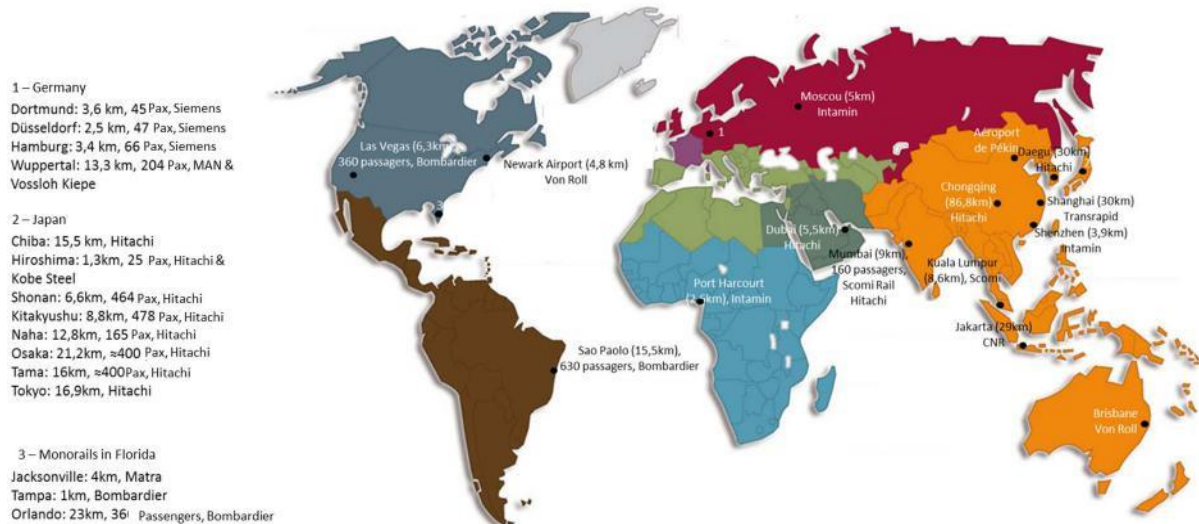 1 – Germany
Dortmund: 3,6 km, 45 Pax, Siemens
Düsseldorf: 2,5 km, 47 Pax, Siemens
Hamburg: 3,4 km, 66 Pax, Siemens
Wuppertal: 13,3 km, 204 Pax, MAN &
Vossloh Kiepe
2 – Japan
Chiba: 15,5 km, Hitachi
Hiroshima: 1,3km, 25 Pax, Hitachi &
Kobe Steel
Shonan: 6,6km, 464 Pax, Hitachi
Kitakyushu: 8,8km, 478 Pax, Hitachi
Naha: 12,8km, 165 Pax, Hitachi
Osaka: 21,2km, ≈400 Pax, Hitachi
Tama: 16km, ≈400 Pax, Hitachi
Tokyo: 16,9km, Hitachi
3 – Monorails in Florida
Jacksonville: 4km, Matra
Tampa: 1km, Bombardier
Orlando: 23km, Passengers, Bombardier
Las Vegas (6,3km)
360 passagers, Bombardier
Newark Airport (4,8 km)
Von Roll
3
Sao Paolo (15,5km),
630 passagers, Bombardier
Moscou (5km)
Intamin
1
Aéroport
de Pékin
Daegu (30km)
Hitachi
Chongqing
(86,8km)
Hitachi
Shanghai (30km)
Transrapid
Shenzhen (3,9km)
Intamin
Dubai (5,5km)
Hitachi
Mumbai (9km),
160 passagers,
Scomi Rail
Hitachi
Kuala Lumpur
(8,6km), Scomi
Port Harcourt
Intamin
Jakarta (29km)
CNR
Brisbane
Von Roll